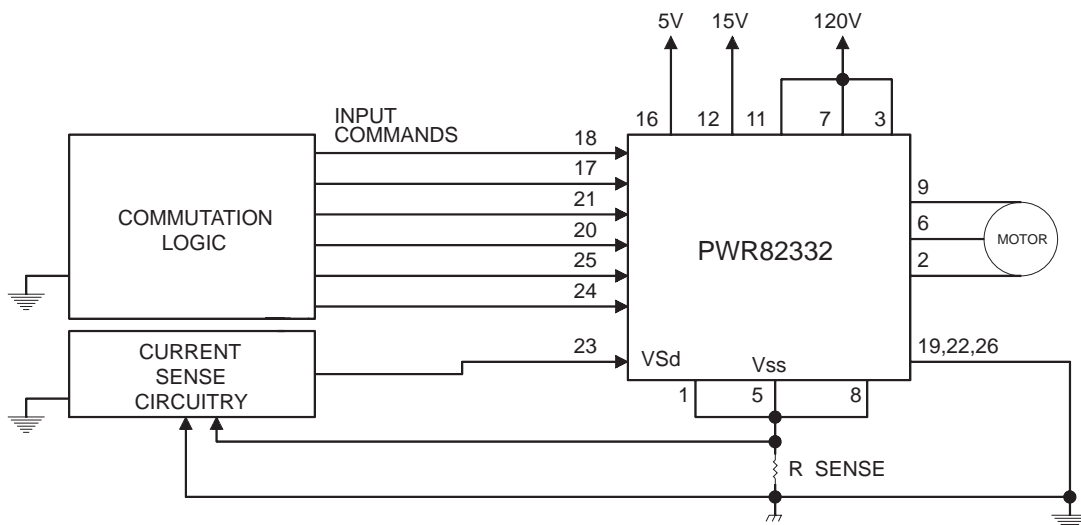 5V 15V 120V
16 12 11 7 3
INPUT
COMMANDS
18
17
21
20
25
24
COMMUTATION
LOGIC
PWR82332
9
6
2
MOTOR
CURRENT
SENSE
CIRCUITRY
23
VSd
Vss
19,22,26
1 5 8
R SENSE